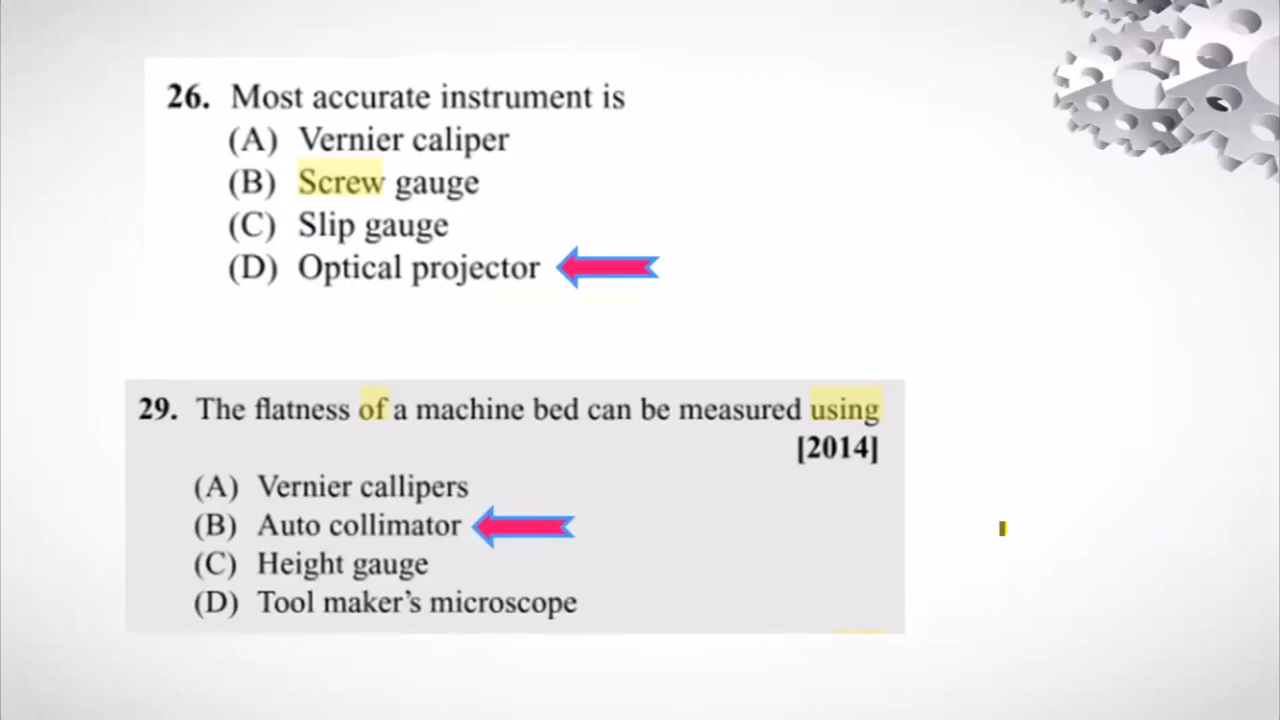 26. Most accurate instrument is
(A) Vernier caliper
(B) Screw gauge
(C) Slip gauge
(D) Optical projector
29. The flatness of a machine bed can be measured using
[2014]
(A) Vernier callipers
(B) Auto collimator
(C) Height gauge
(D) Tool maker’s microscope